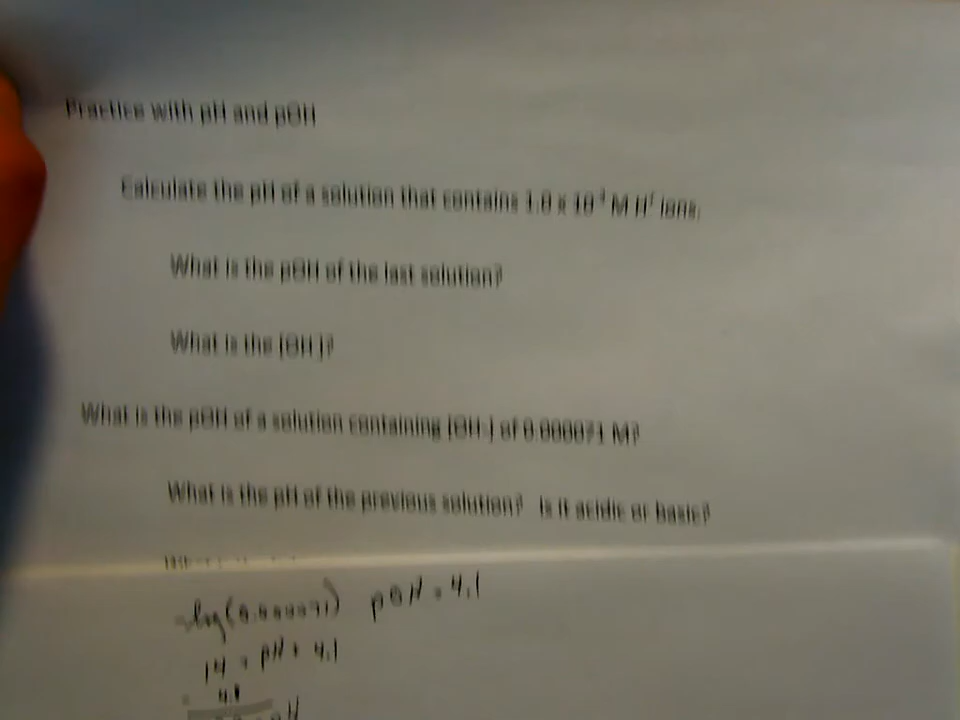 Practice with pH and pOH
Calculate the pH of a solution that contains 1.0 x 10 M H⁺ ions.
What is the pOH of the last solution?
What is the [OH ]?
What is the pOH of a solution containing [OH-] of 0.000071 M?
What is the pH of the previous solution? Is it acidic or basic?
-log(0.000071) pOH = 4.1
14 = pH + 4.1